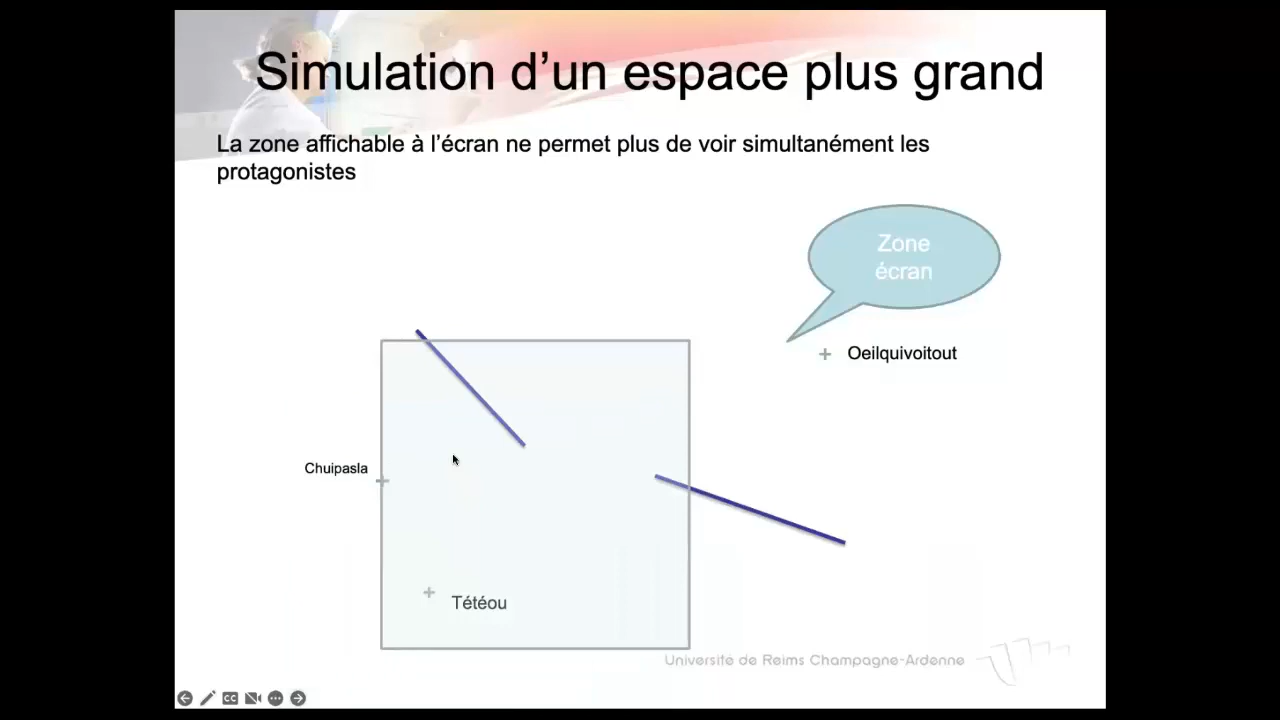 Simulation d’un espace plus grand
La zone affichable à l’écran ne permet plus de voir simultanément les
protagonistes
Zone
écran
Oeilquivoitout
Chuipasla
Tétéou
Université de Reims Champagne-Ardenne
CC